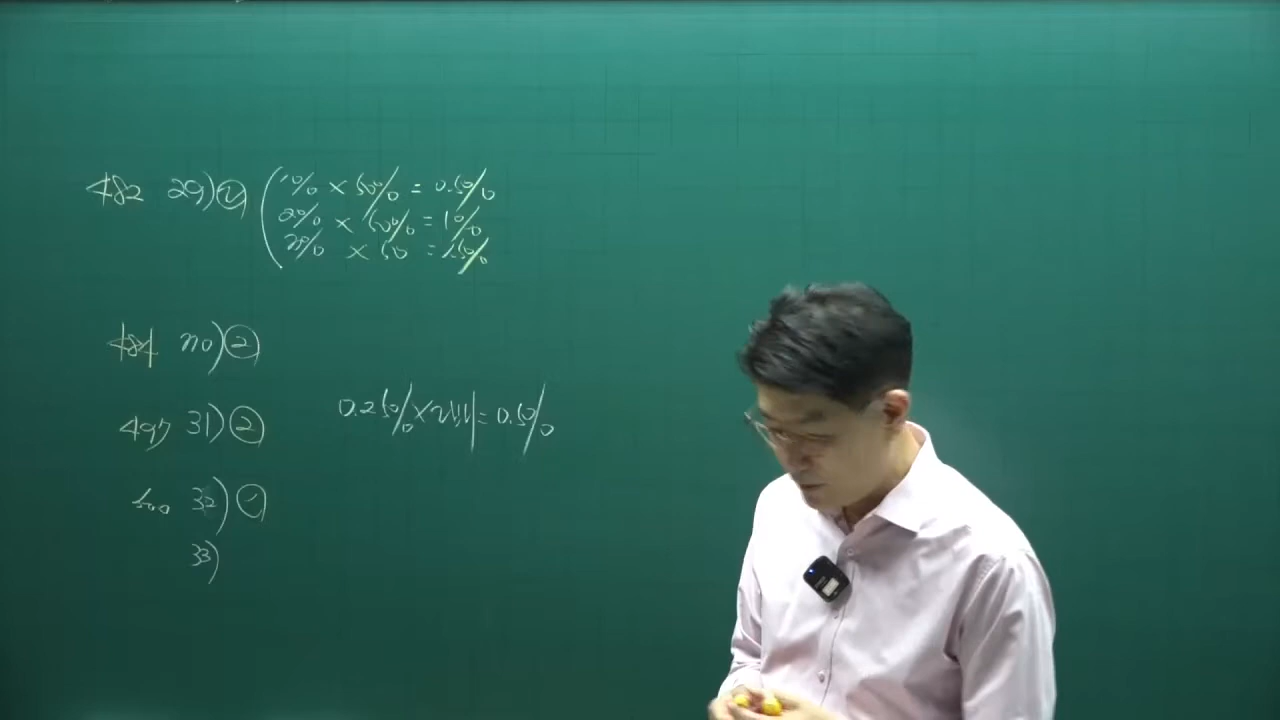 482 29)② 1% × 50% = 0.5%
2% × 50% = 1%
3% × 50 = 1.5%
484 30)②
497 31)② 0.25% × 2배 = 0.5%
500 32)①
33)